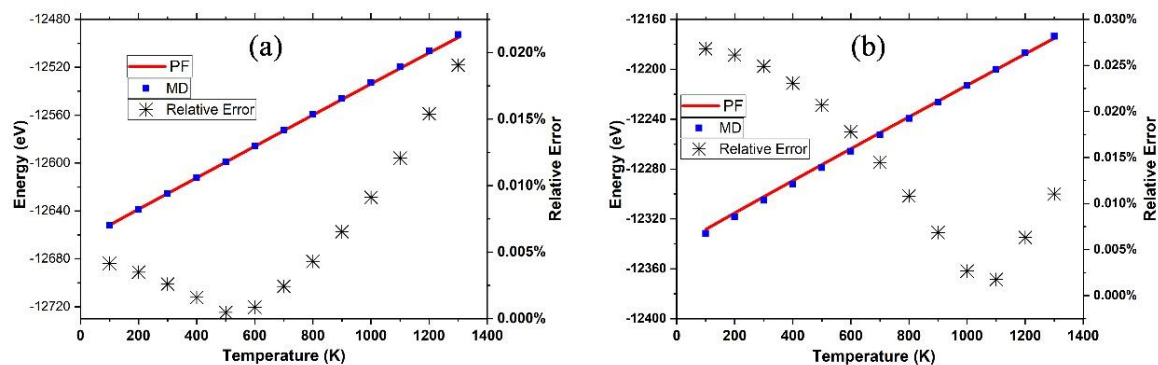 (a)
PF
MD
Relative Error
Energy (eV)
-12480
-12520
-12560
-12600
-12640
-12680
-12720
0.020%
0.015%
0.010%
0.005%
0.000%
Relative Error
0 200 400 600 800 1000 1200 1400
Temperature (K)
(b)
PF
MD
Relative Error
Energy (eV)
-12160
-12200
-12240
-12280
-12320
-12360
-12400
0.030%
0.025%
0.020%
0.015%
0.010%
0.005%
0.000%
Relative Error
0 200 400 600 800 1000 1200 1400
Temperature (K)